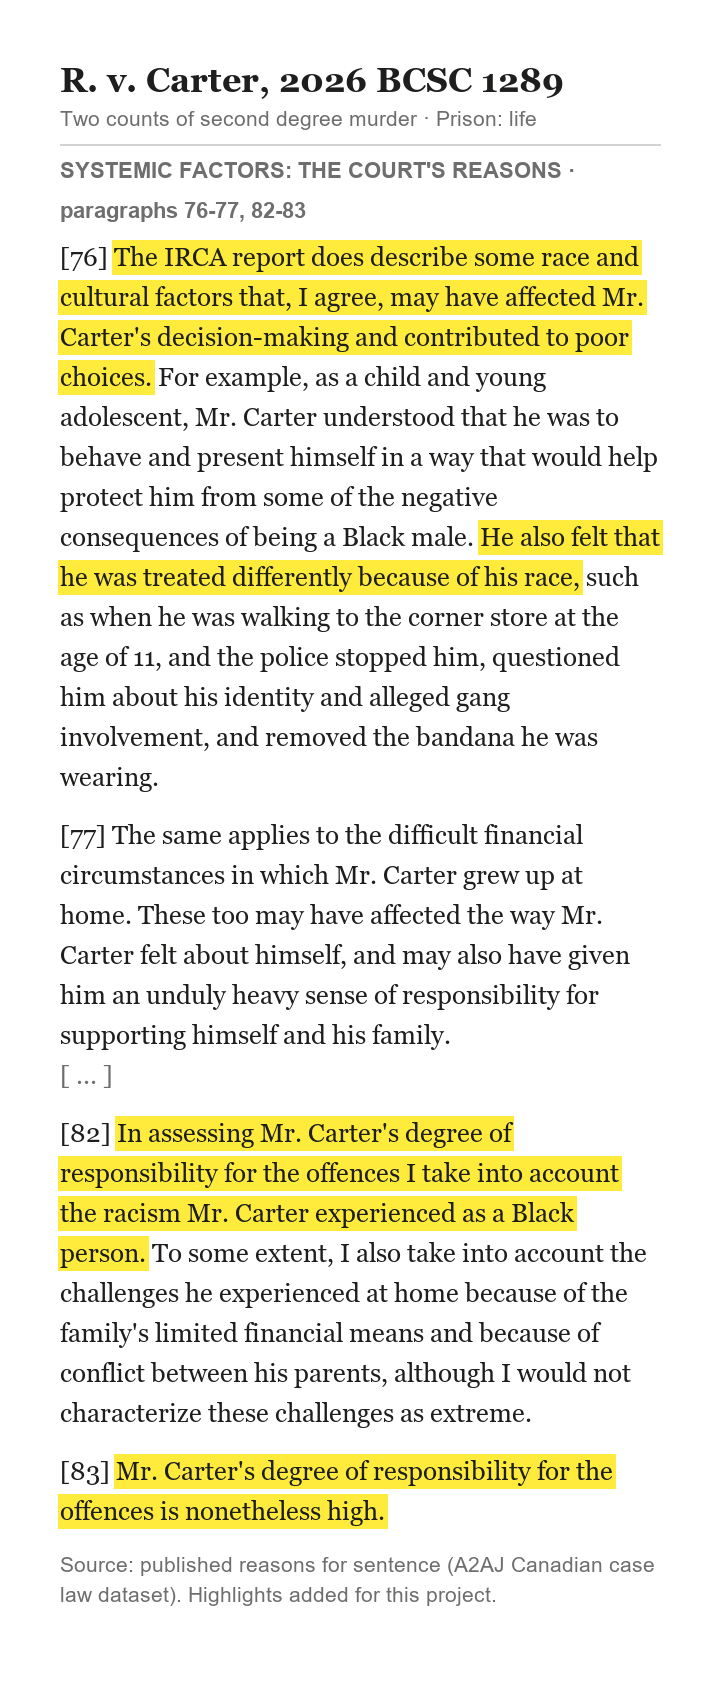 R. v. Carter, 2026 BCSC 1289
Two counts of second degree murder · Prison: life
SYSTEMIC FACTORS: THE COURT'S REASONS ·
paragraphs 76-77, 82-83
[76] The IRCA report does describe some race and
cultural factors that, I agree, may have affected Mr.
Carter's decision-making and contributed to poor
choices. For example, as a child and young
adolescent, Mr. Carter understood that he was to
behave and present himself in a way that would help
protect him from some of the negative
consequences of being a Black male. He also felt that
he was treated differently because of his race, such
as when he was walking to the corner store at the
age of 11, and the police stopped him, questioned
him about his identity and alleged gang
involvement, and removed the bandana he was
wearing.
[77] The same applies to the difficult financial
circumstances in which Mr. Carter grew up at
home. These too may have affected the way Mr.
Carter felt about himself, and may also have given
him an unduly heavy sense of responsibility for
supporting himself and his family.
[ ... ]
[82] In assessing Mr. Carter's degree of
responsibility for the offences I take into account
the racism Mr. Carter experienced as a Black
person. To some extent, I also take into account the
challenges he experienced at home because of the
family's limited financial means and because of
conflict between his parents, although I would not
characterize these challenges as extreme.
[83] Mr. Carter's degree of responsibility for the
offences is nonetheless high.
Source: published reasons for sentence (A2AJ Canadian case
law dataset). Highlights added for this project.